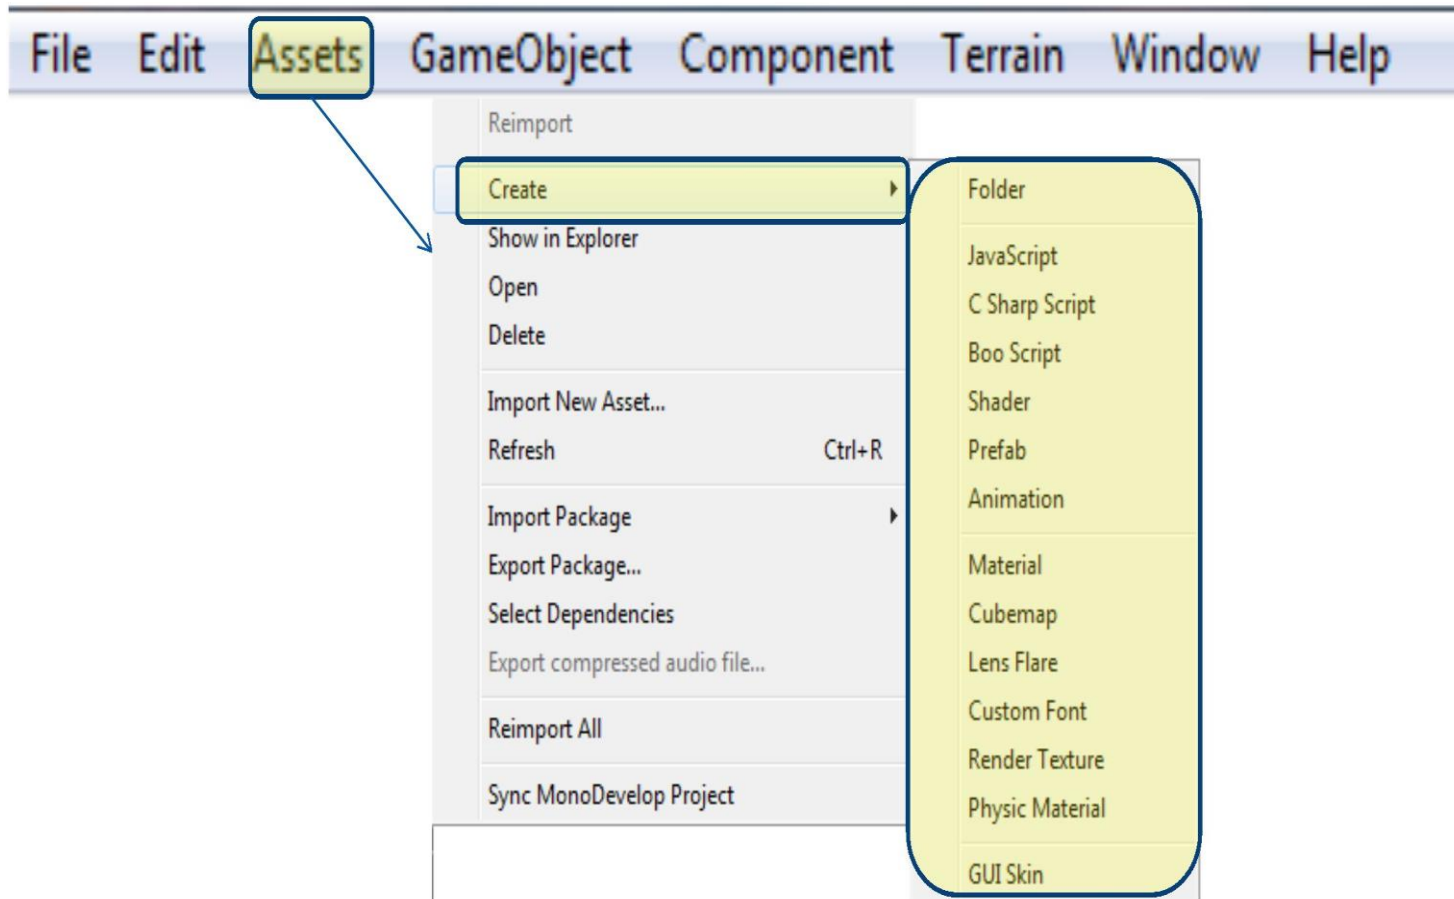 File Edit Assets GameObject Component Terrain Window Help
Reimport
Create
Show in Explorer
Open
Delete
Import New Asset...
Refresh Ctrl+R
Import Package
Export Package...
Select Dependencies
Export compressed audio file...
Reimport All
Sync MonoDevelop Project
Folder
JavaScript
C Sharp Script
Boo Script
Shader
Prefab
Animation
Material
Cubemap
Lens Flare
Custom Font
Render Texture
Physic Material
GUI Skin